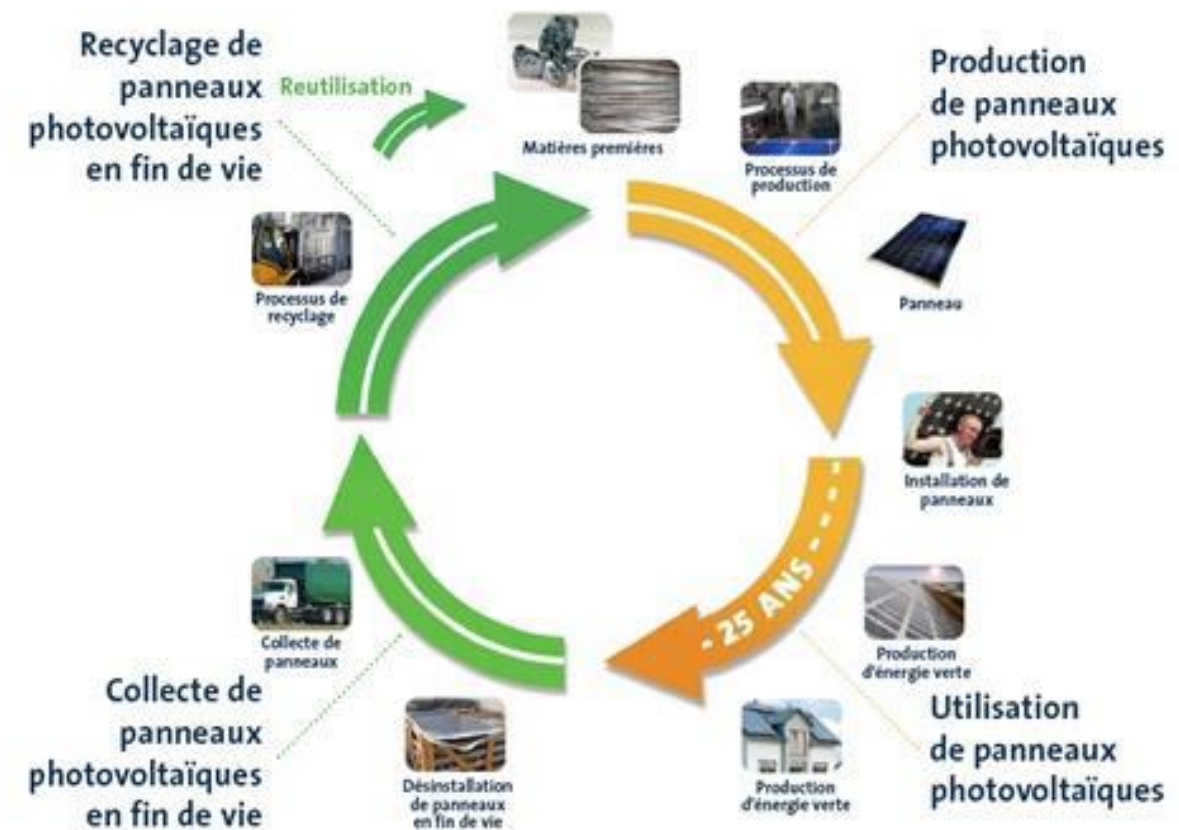 Recyclage de
panneaux
photovoltaïques
en fin de vie
Reutilisation
Matières premières
Processus de
production
Production
de panneaux
photovoltaïques
Processus de
recyclage
Panneau
Installation de
panneaux
- 25 ANS - - - -
Collecte de
panneaux
Production
d'énergie verte
Collecte de
panneaux
photovoltaïques
en fin de vie
Désinstallation
de panneaux
en fin de vie
Production
d'énergie verte
Utilisation
de panneaux
photovoltaïques